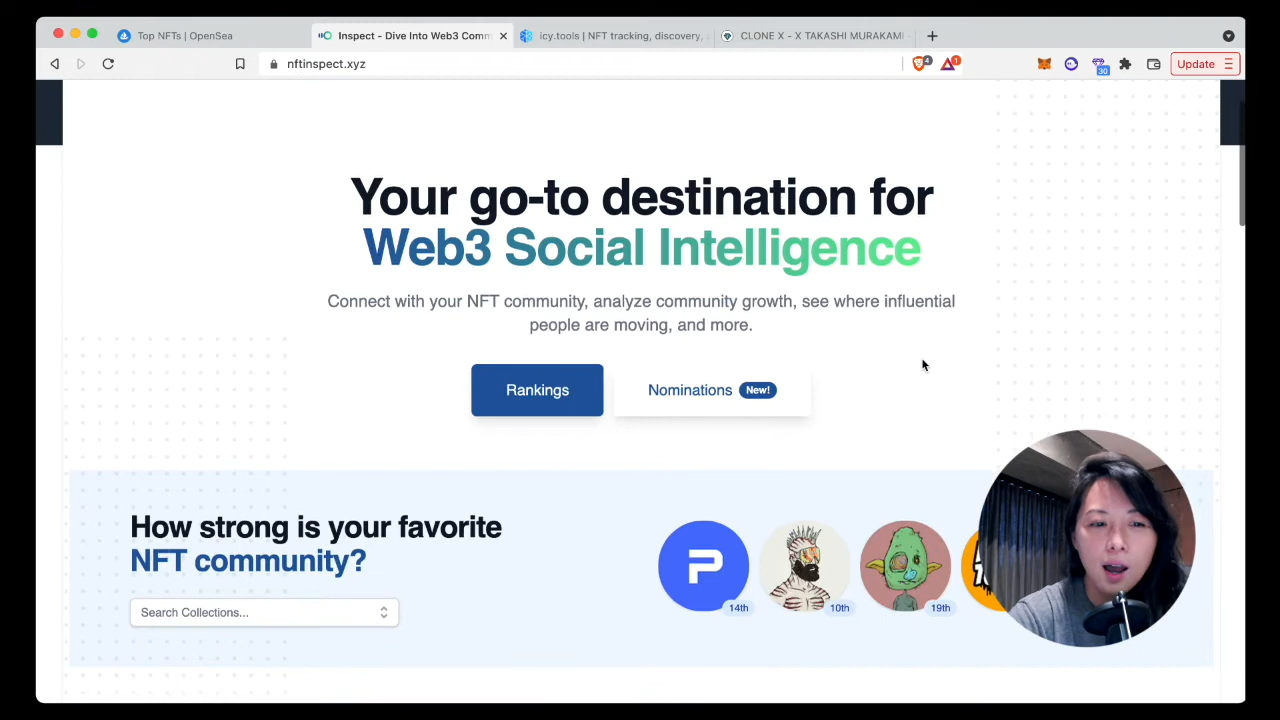 Top NFTs | OpenSea
Inspect - Dive Into Web3 Comm
icy.tools | NFT tracking, discovery,
CLONE X - X TAKASHI MURAKAMI
nftinspect.xyz
4
1
30
Update
Your go-to destination for
Web3 Social Intelligence
Connect with your NFT community, analyze community growth, see where influential
people are moving, and more.
Rankings
Nominations New!
How strong is your favorite
NFT community?
Search Collections...
P
14th
10th
19th